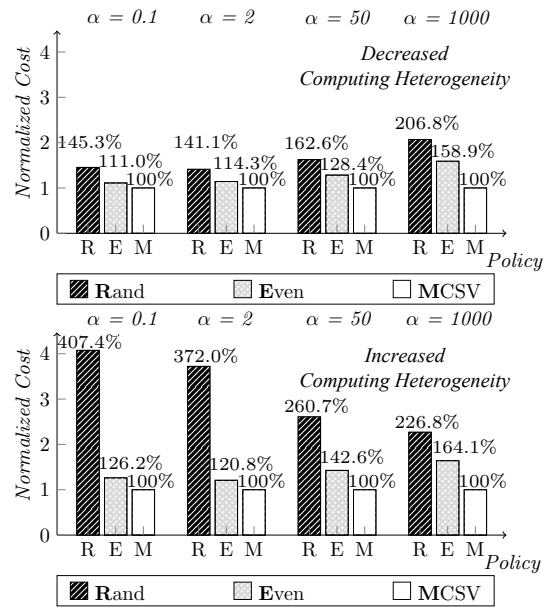 α = 0.1 α = 2 α = 50 α = 1000
Normalized Cost
4
3
2
1
0
Decreased
Computing Heterogeneity
145.3% 111.0% 100%
141.1% 114.3% 100%
162.6% 128.4% 100%
206.8% 158.9% 100%
R E M R E M R E M R E M
Policy
Rand Even MCSV
α = 0.1 α = 2 α = 50 α = 1000
Normalized Cost
4
3
2
1
0
Increased
Computing Heterogeneity
407.4% 126.2% 100%
372.0% 120.8% 100%
260.7% 142.6% 100%
226.8% 164.1% 100%
R E M R E M R E M R E M
Policy
Rand Even MCSV